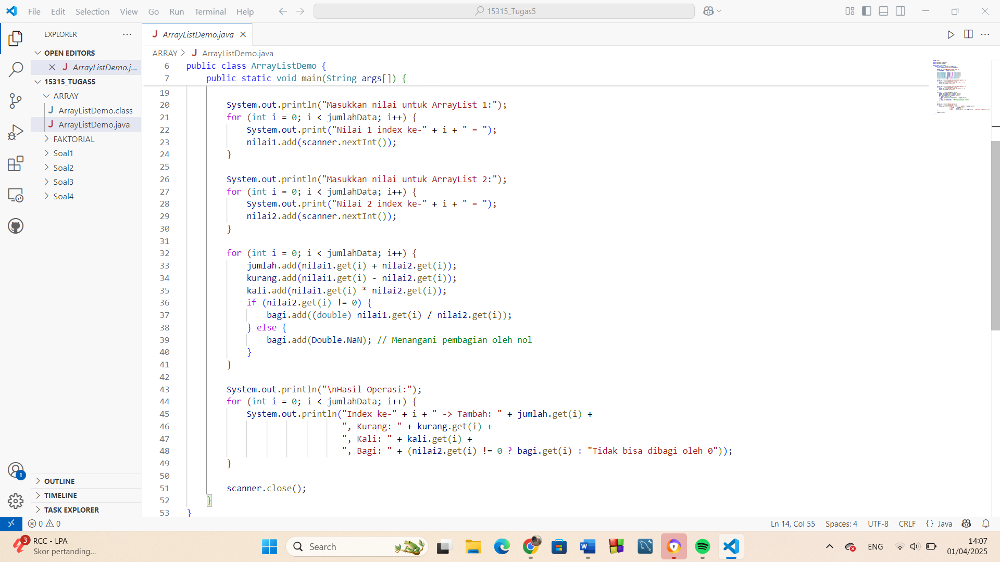 File Edit Selection View Go Run Terminal Help
15315_Tugas5
EXPLORER
OPEN EDITORS
ArrayListDemo.j...
15315_TUGAS5
ARRAY
ArrayListDemo.class
ArrayListDemo.java
FAKTORIAL
Soal1
Soal2
Soal3
Soal4
OUTLINE
TIMELINE
TASK EXPLORER
1
ArrayListDemo.java
ARRAY > ArrayListDemo.java
6 public class ArrayListDemo {
7 public static void main(String args[]) {
19
20 System.out.println("Masukkan nilai untuk ArrayList 1:");
21 for (int i = 0; i < jumlahData; i++) {
22 System.out.print("Nilai 1 index ke-" + i + " = ");
23 nilai1.add(scanner.nextInt());
24 }
25
26 System.out.println("Masukkan nilai untuk ArrayList 2:");
27 for (int i = 0; i < jumlahData; i++) {
28 System.out.print("Nilai 2 index ke-" + i + " = ");
29 nilai2.add(scanner.nextInt());
30 }
31
32 for (int i = 0; i < jumlahData; i++) {
33 jumlah.add(nilai1.get(i) + nilai2.get(i));
34 kurang.add(nilai1.get(i) - nilai2.get(i));
35 kali.add(nilai1.get(i) * nilai2.get(i));
36 if (nilai2.get(i) != 0) {
37 bagi.add((double) nilai1.get(i) / nilai2.get(i));
38 } else {
39 bagi.add(Double.NaN); // Menangani pembagian oleh nol
40 }
41 }
42
43 System.out.println("\nHasil Operasi:");
44 for (int i = 0; i < jumlahData; i++) {
45 System.out.println("Index ke-" + i + " -> Tambah: " + jumlah.get(i) +
46 ", Kurang: " + kurang.get(i) +
47 ", Kali: " + kali.get(i) +
48 ", Bagi: " + (nilai2.get(i) != 0 ? bagi.get(i) : "Tidak bisa dibagi oleh 0"));
49 }
50
51 scanner.close();
52 }
53 }
0 0
Ln 14, Col 55 Spaces: 4 UTF-8 CRLF {} Java
3
RCC - LPA
Skor pertanding...
Search
ENG
14:07
01/04/2025